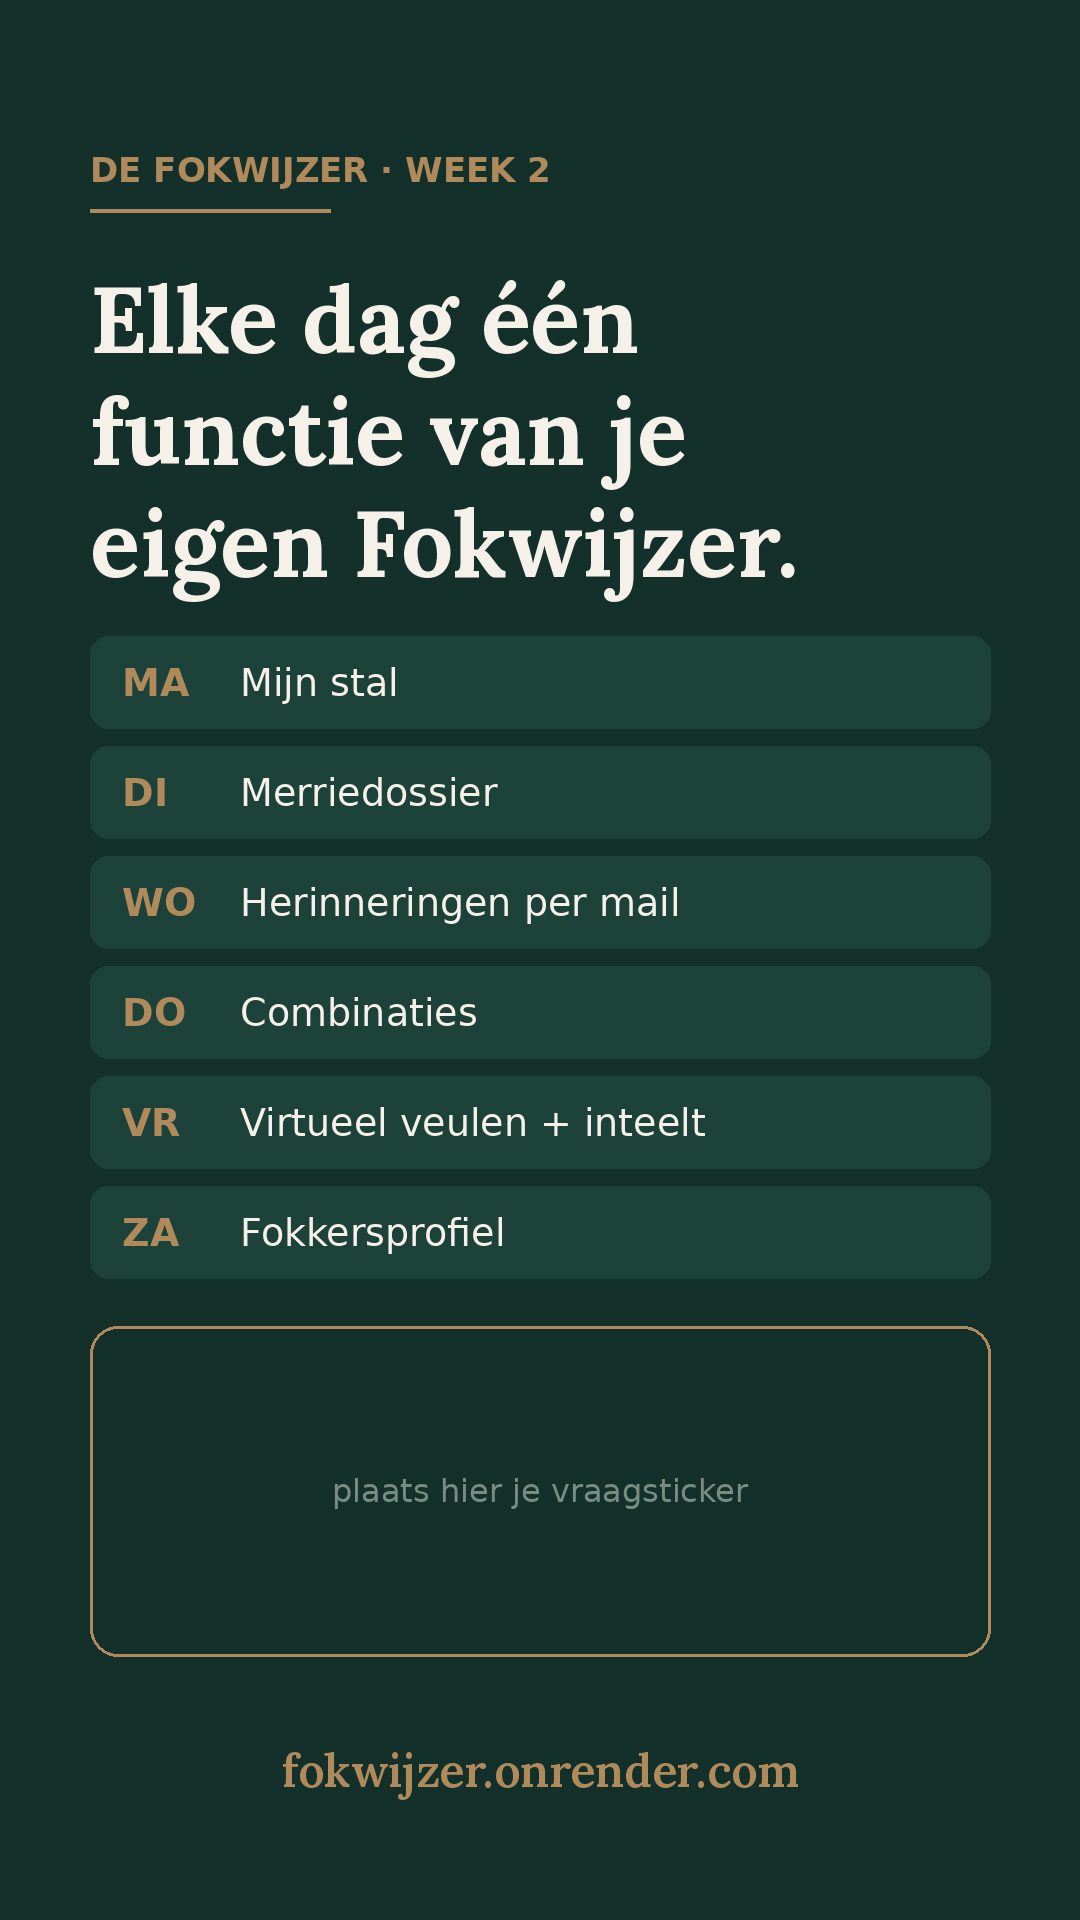 DE FOKWIJZER · WEEK 2
Elke dag één
functie van je
eigen Fokwijzer.
MA Mijn stal
DI Merriedossier
WO Herinneringen per mail
DO Combinaties
VR Virtueel veulen + inteelt
ZA Fokkersprofiel
plaats hier je vraagsticker
fokwijzer.onrender.com